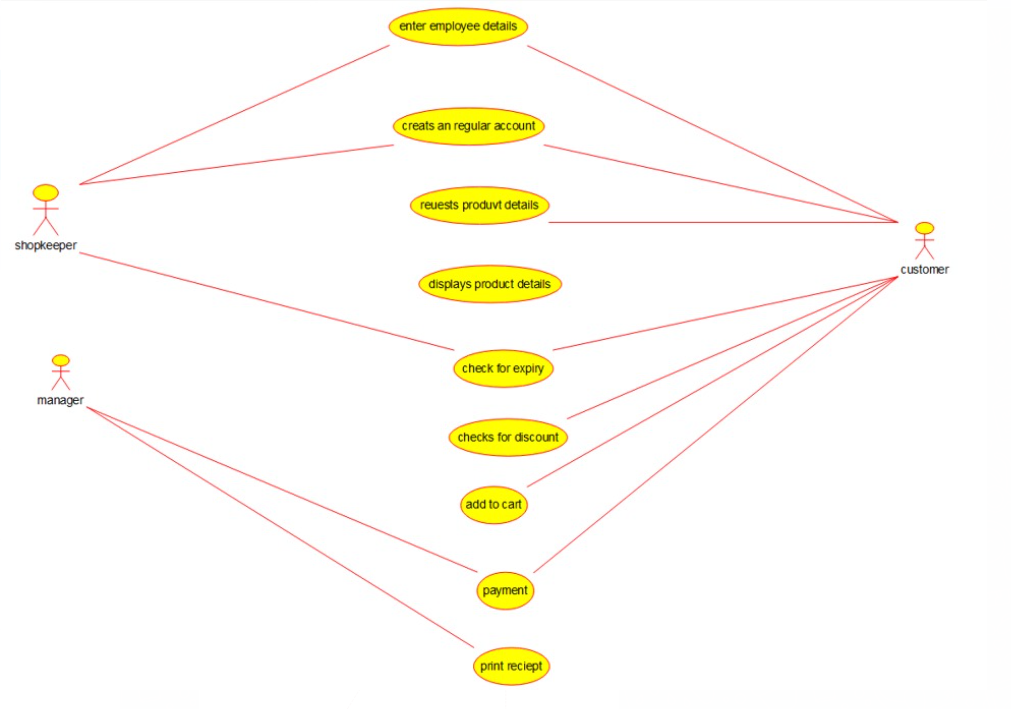 enter employee details
creats an regular account
reuests produvt details
shopkeeper
customer
displays product details
check for expiry
manager
checks for discount
add to cart
payment
print reciept